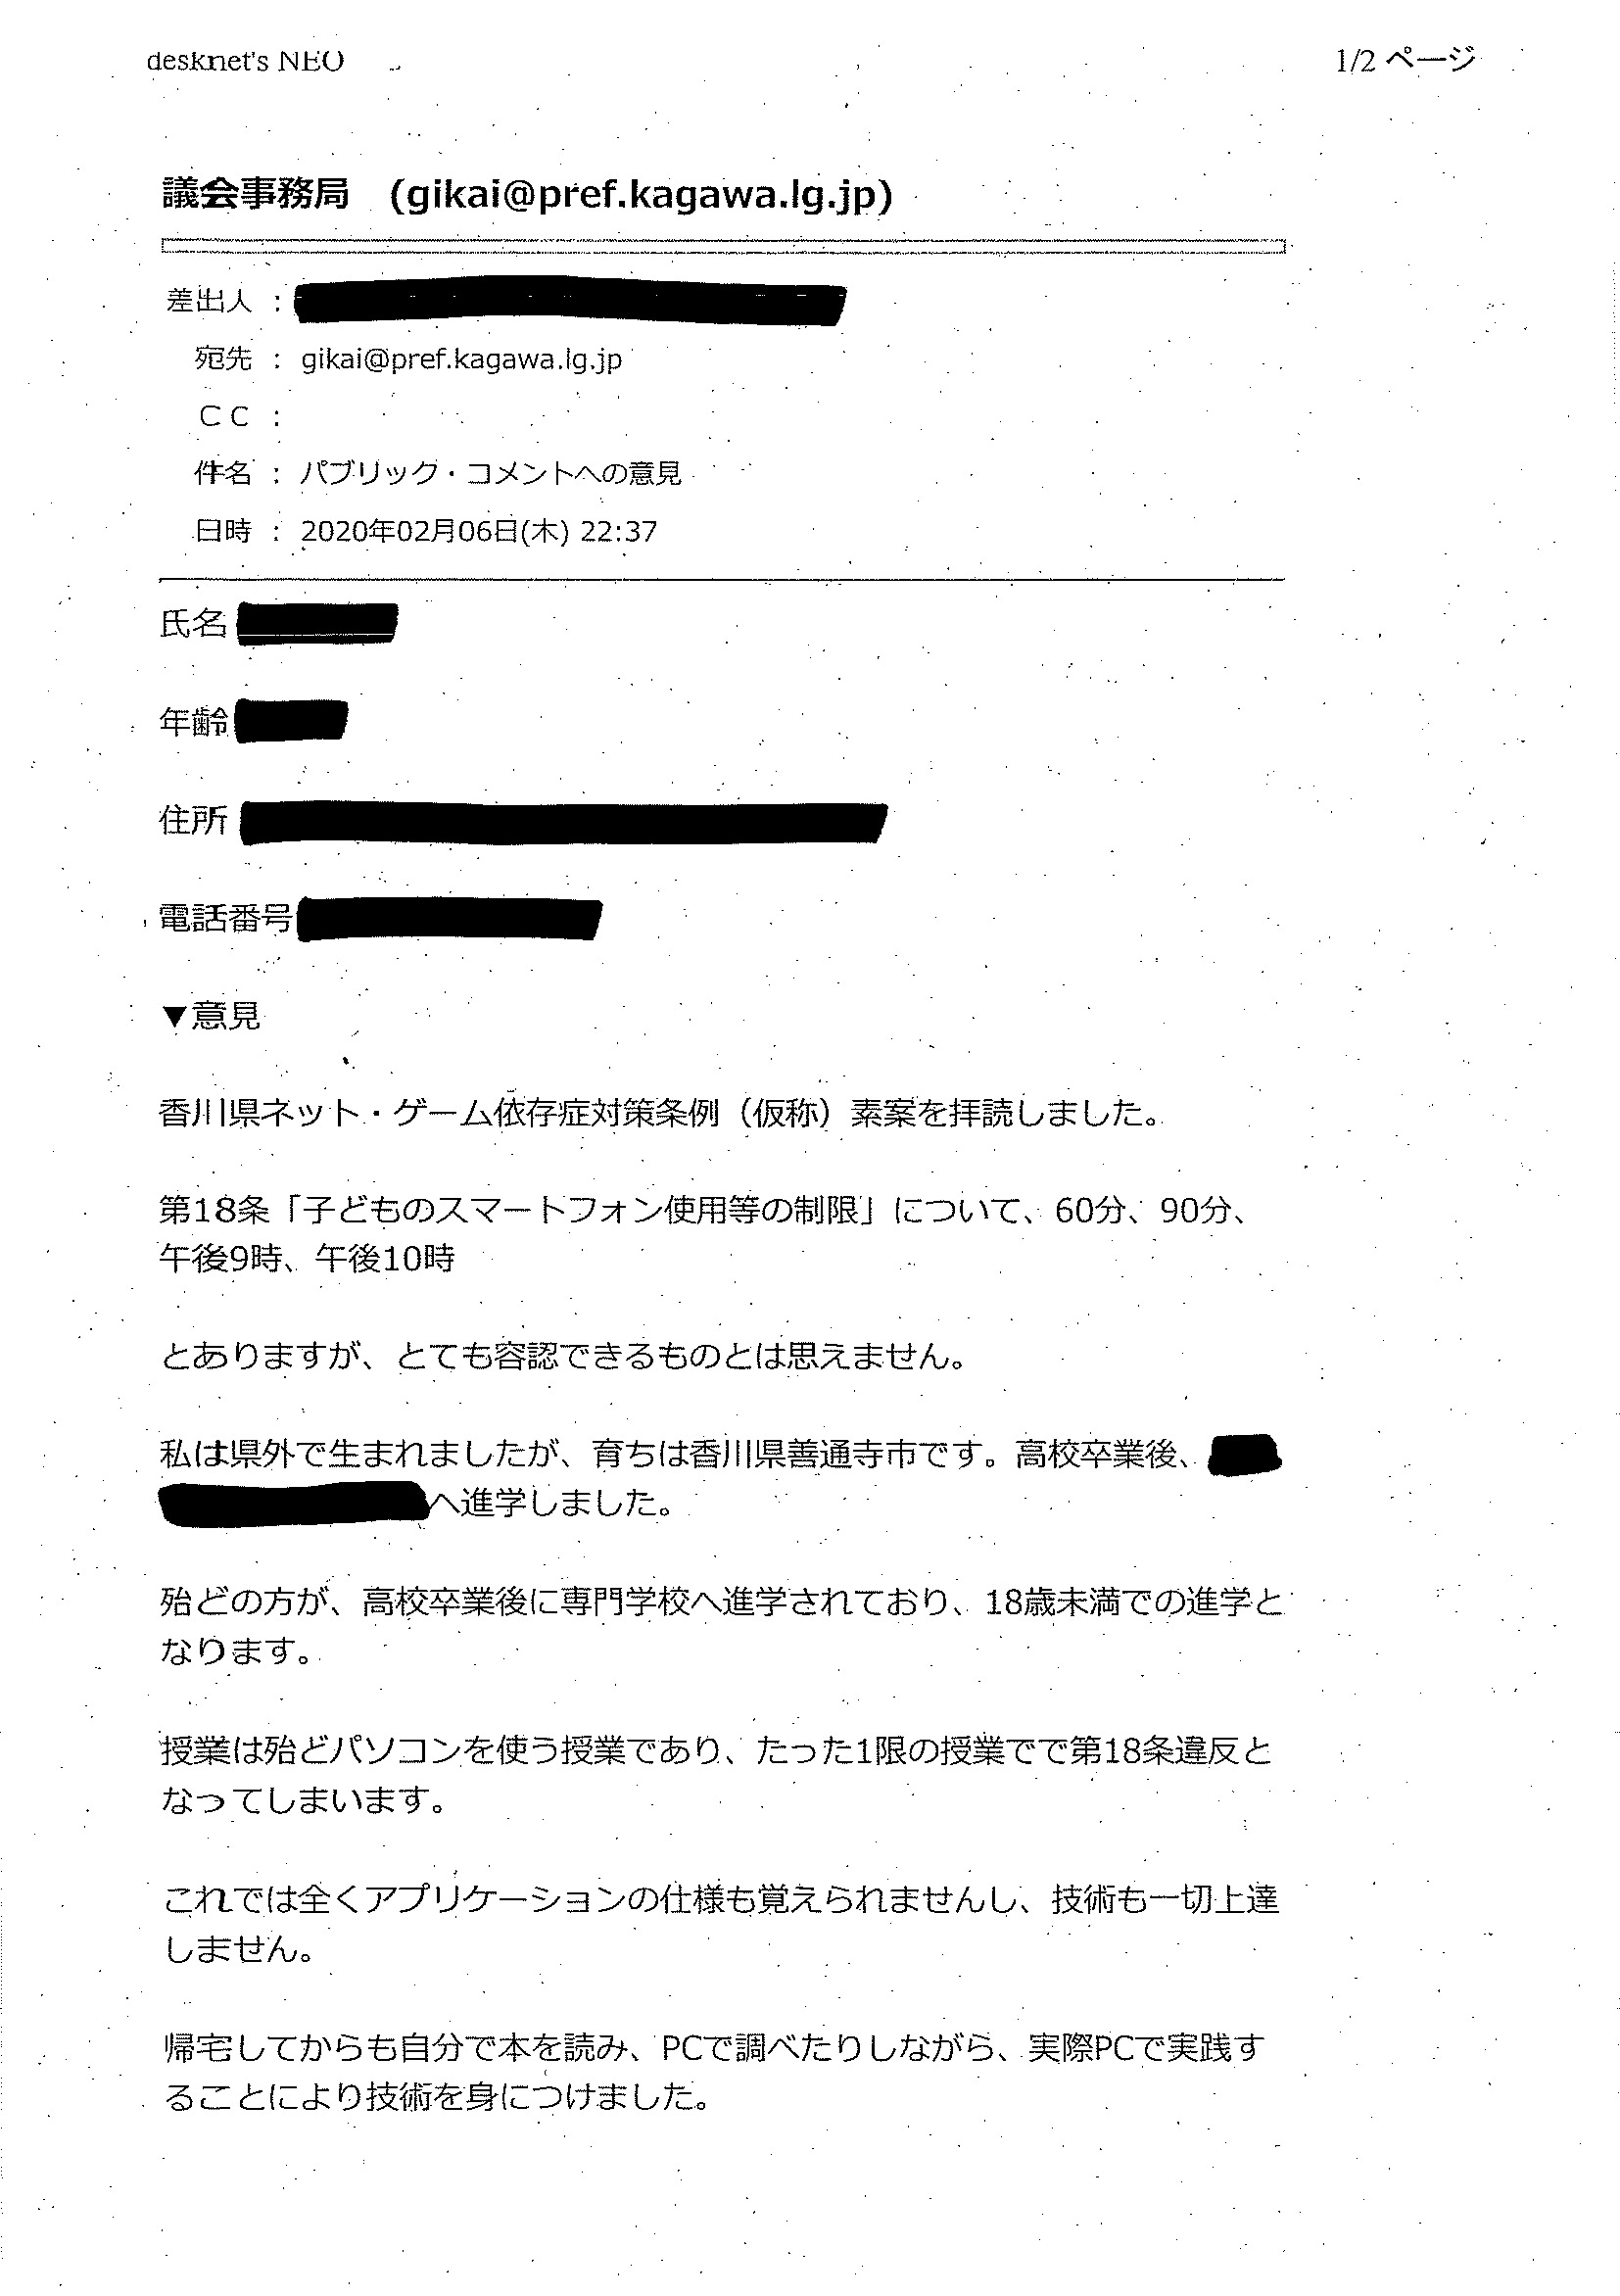 desknet's NEO
1/2 ページ
議会事務局　(gikai@pref.kagawa.lg.jp)
差出人 :
宛先 : gikai@pref.kagawa.lg.jp
ＣＣ :
件名 : パブリック・コメントへの意見
日時 : 2020年02月06日(木) 22:37
氏名
年齢
住所
電話番号
▼意見
香川県ネット・ゲーム依存症対策条例（仮称）素案を拝読しました。
第18条「子どものスマートフォン使用等の制限」について、60分、90分、
午後9時、午後10時
とありますが、とても容認できるものとは思えません。
私は県外で生まれましたが、育ちは香川県善通寺市です。高校卒業後、
へ進学しました。
殆どの方が、高校卒業後に専門学校へ進学されており、18歳未満での進学と
なります。
授業は殆どパソコンを使う授業であり、たった1限の授業でで第18条違反と
なってしまいます。
これでは全くアプリケーションの仕様も覚えられませんし、技術も一切上達
しません。
帰宅してからも自分で本を読み、PCで調べたりしながら、実際PCで実践す
ることにより技術を身につけました。